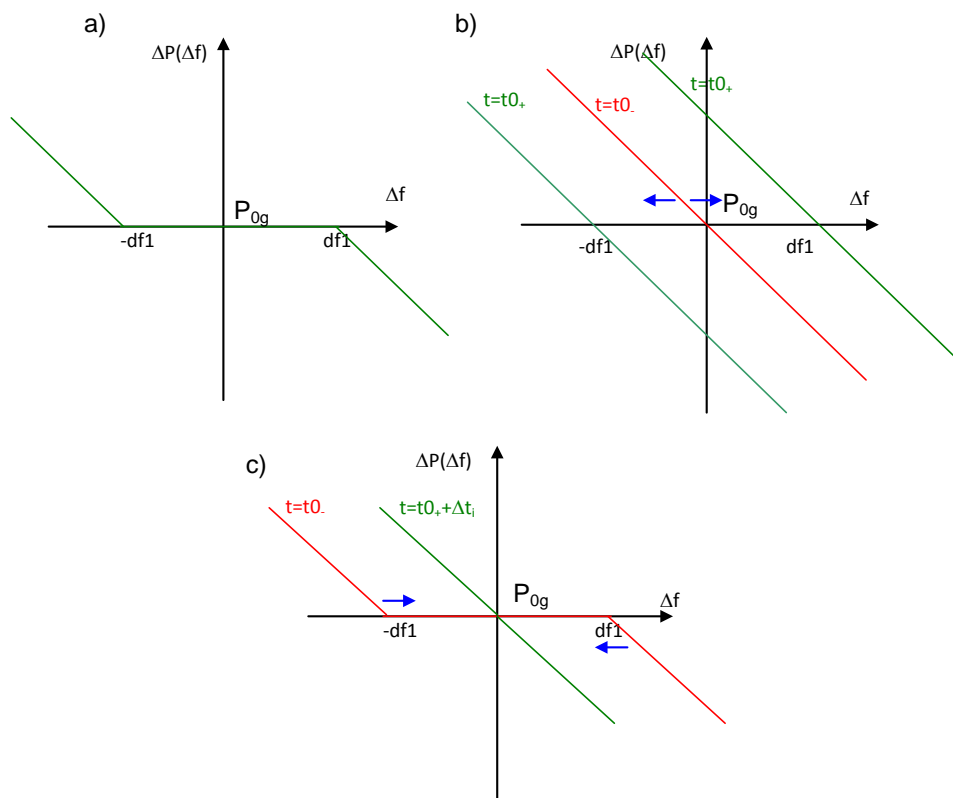 a)
ΔP(Δf)
P0g
Δf
-df1
df1
b)
ΔP(Δf)
t=t0+
t=t0-
t=t0+
P0g
Δf
-df1
df1
c)
ΔP(Δf)
t=t0-
t=t0++Δti
P0g
Δf
-df1
df1